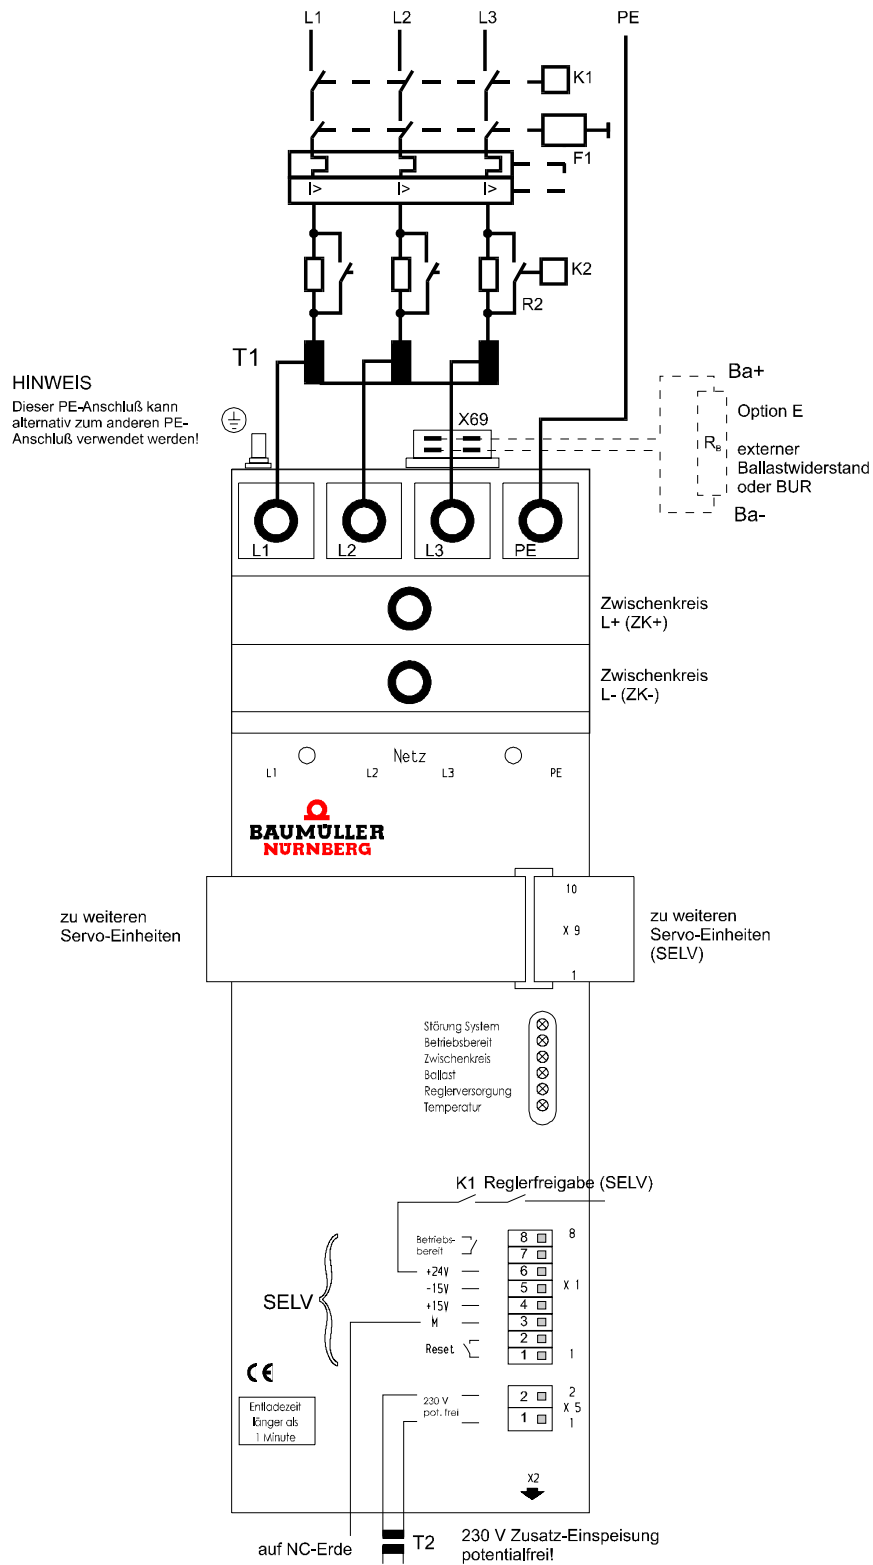 L1 L2 L3 PE
K1
F1
I> I> I>
K2
R2
T1
HINWEIS
Dieser PE-Anschluß kann
alternativ zum anderen PE-
Anschluß verwendet werden!
X69
Ba+
Option E
RB
externer
Ballastwiderstand
oder BUR
Ba-
L1 L2 L3 PE
Zwischenkreis
L+ (ZK+)
Zwischenkreis
L- (ZK-)
Netz
L1 L2 L3 PE
BAUMÜLLER
NÜRNBERG
zu weiteren
Servo-Einheiten
10
X 9
1
zu weiteren
Servo-Einheiten
(SELV)
Störung System
Betriebsbereit
Zwischenkreis
Ballast
Reglerversorgung
Temperatur
K1 Reglerfreigabe (SELV)
Betriebs-
bereit
8 8
7
+24V 6
-15V 5 X 1
+15V 4
M 3
2
Reset 1 1
SELV
CE
Entladezeit
länger als
1 Minute
230 V
pot. frei
2 2
X 5
1 1
X2
auf NC-Erde
T2
230 V Zusatz-Einspeisung
potentialfrei!